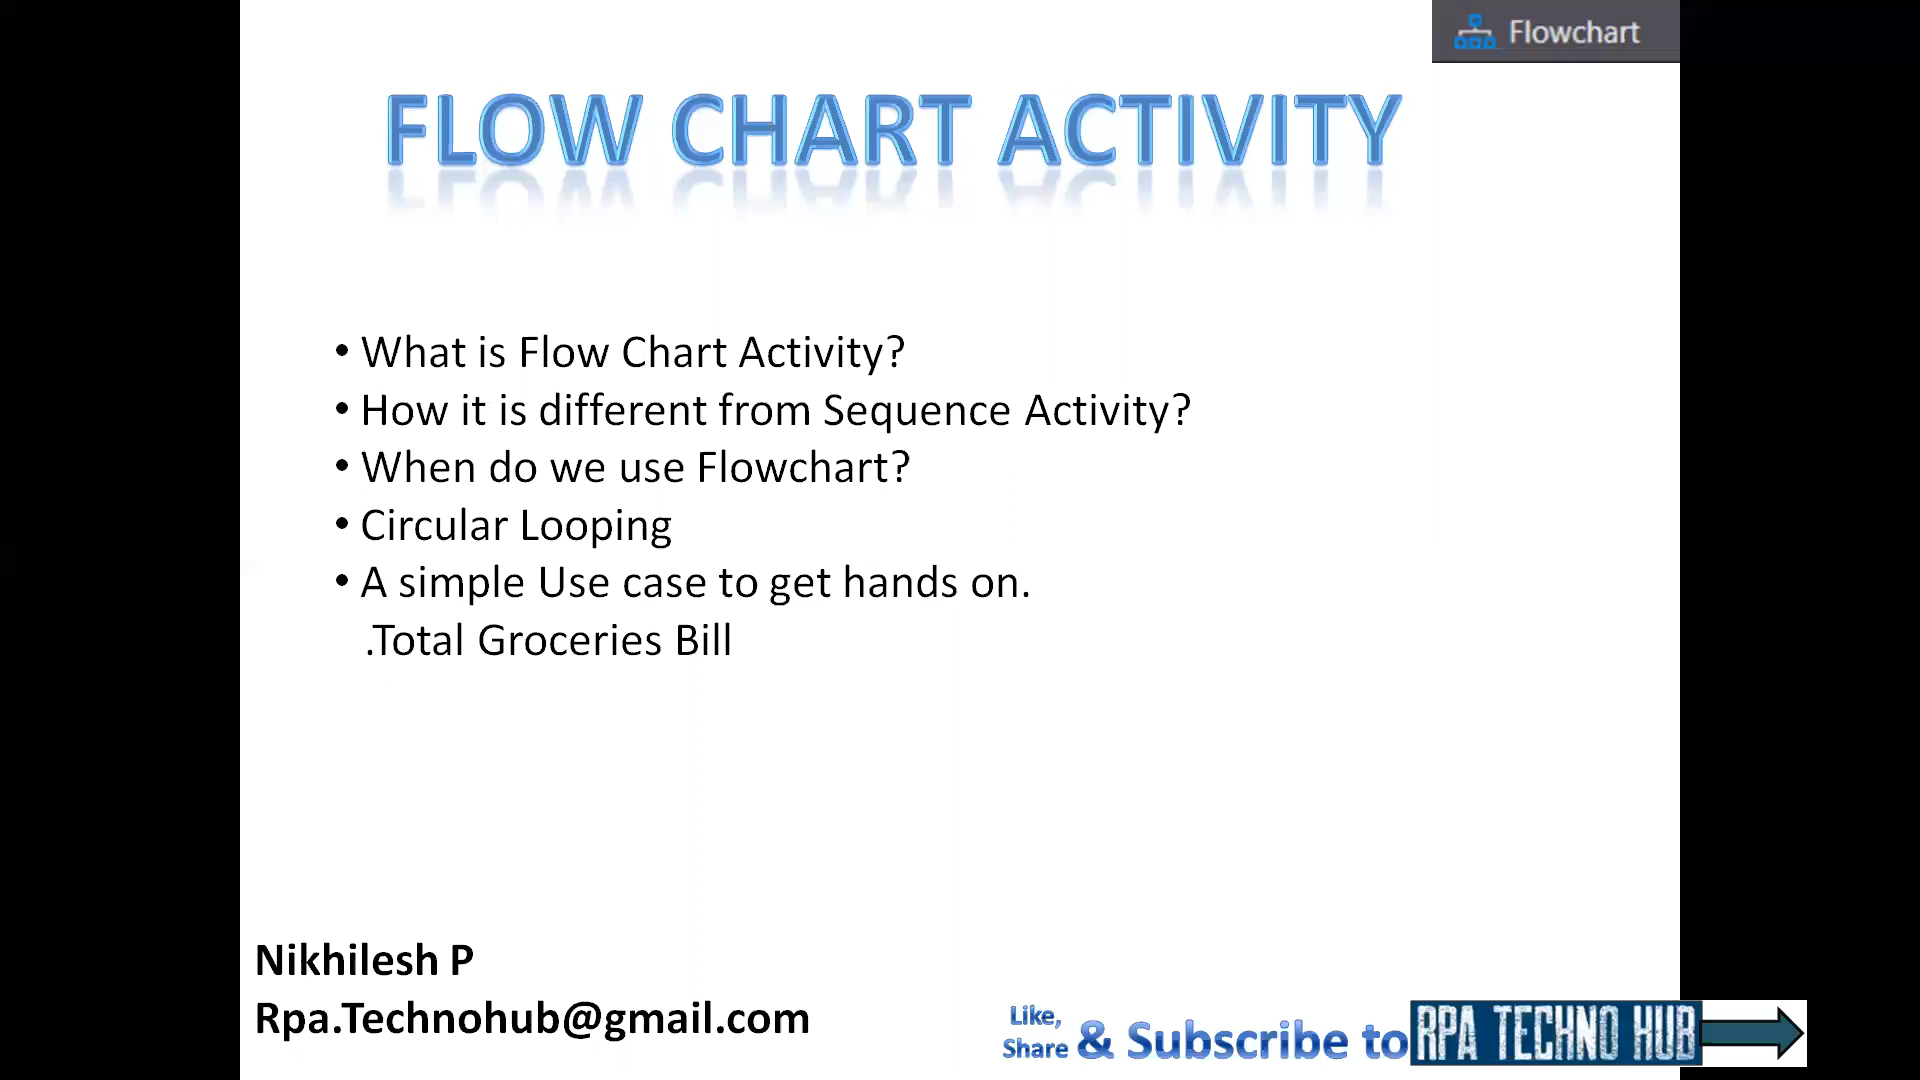 Flowchart
FLOW CHART ACTIVITY
• What is Flow Chart Activity?
• How it is different from Sequence Activity?
• When do we use Flowchart?
• Circular Looping
• A simple Use case to get hands on.
.Total Groceries Bill
Nikhilesh P
Rpa.Technohub@gmail.com
Like,
Share & Subscribe to RPA TECHNO HUB